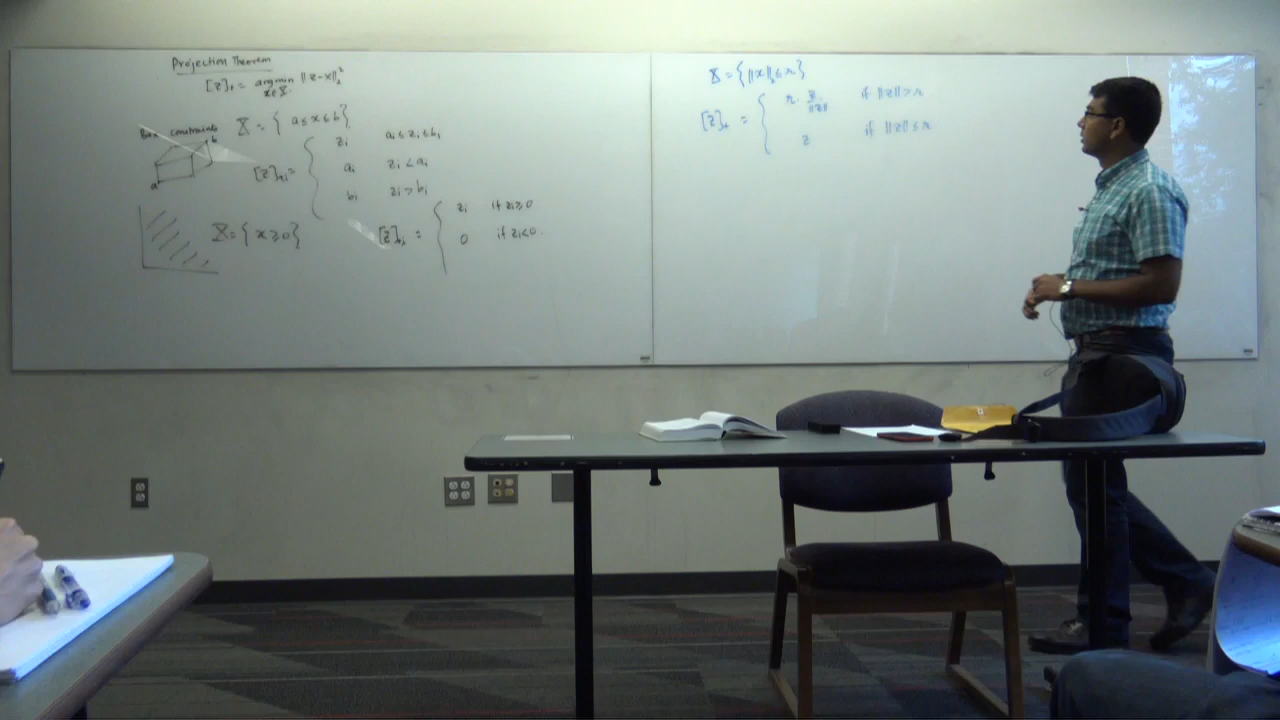 Projection Theorem
[z]₊ = argmin x∈X ||z-x||₂²
Box constraints
X = { a ≤ x ≤ b }
a
b
[z]₊ᵢ = {
zᵢ aᵢ ≤ zᵢ ≤ bᵢ
aᵢ zᵢ < aᵢ
bᵢ zᵢ > bᵢ
X = { x ≥ 0 }
[z]₊ᵢ = {
zᵢ if zᵢ ≥ 0
0 if zᵢ < 0.
X = { ||x||₂ ≤ r }
[z]₊ = {
r · z/||z|| if ||z|| > r
z if ||z|| ≤ r